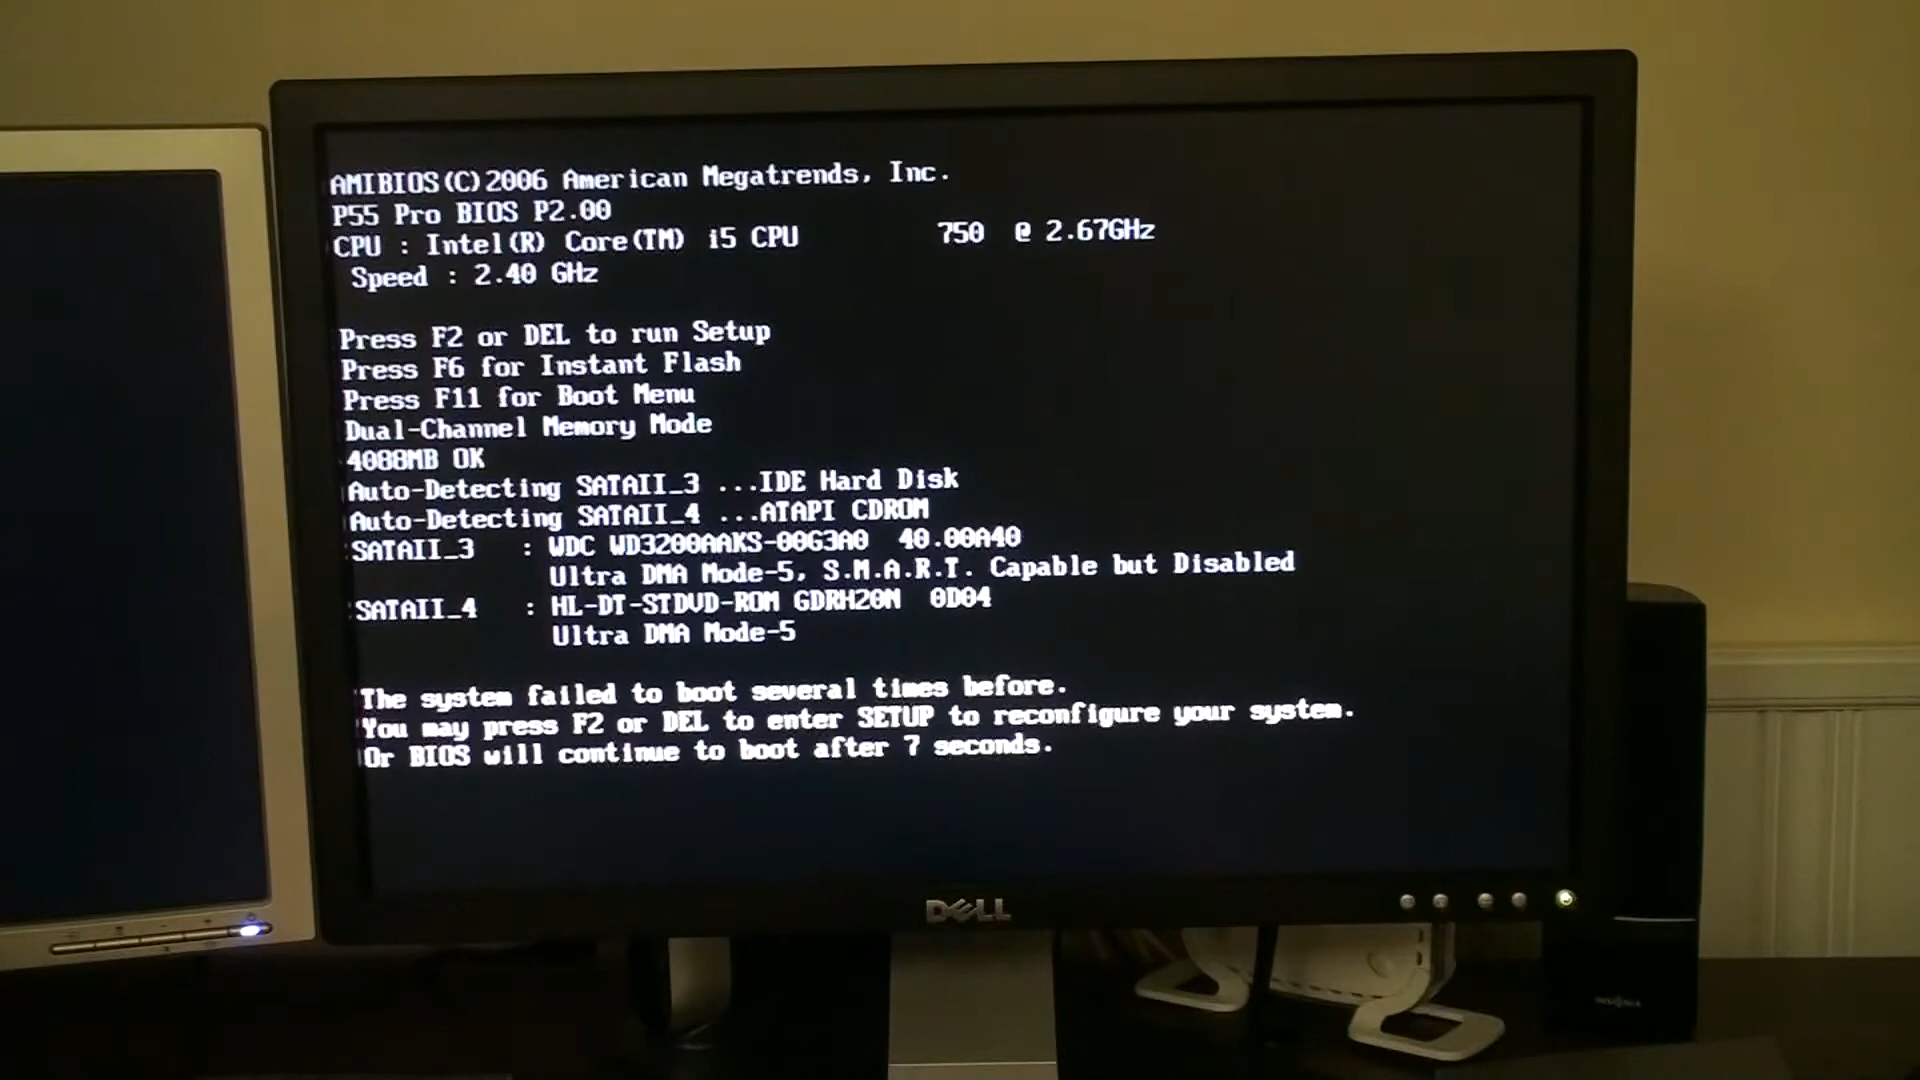 AMIBIOS(C)2006 American Megatrends, Inc.
P55 Pro BIOS P2.00
CPU : Intel(R) Core(TM) i5 CPU 750 @ 2.67GHz
Speed : 2.40 GHz
Press F2 or DEL to run Setup
Press F6 for Instant Flash
Press F11 for Boot Menu
Dual-Channel Memory Mode
4088MB OK
Auto-Detecting SATAII_3 ...IDE Hard Disk
Auto-Detecting SATAII_4 ...ATAPI CDROM
SATAII_3 : WDC WD3200AAKS-00G3A0 40.00A40
Ultra DMA Mode-5, S.M.A.R.T. Capable but Disabled
SATAII_4 : HL-DT-STDVD-ROM GDRH20N 0D04
Ultra DMA Mode-5
The system failed to boot several times before.
You may press F2 or DEL to enter SETUP to reconfigure your system.
Or BIOS will continue to boot after 7 seconds.
DELL
INSIGNIA